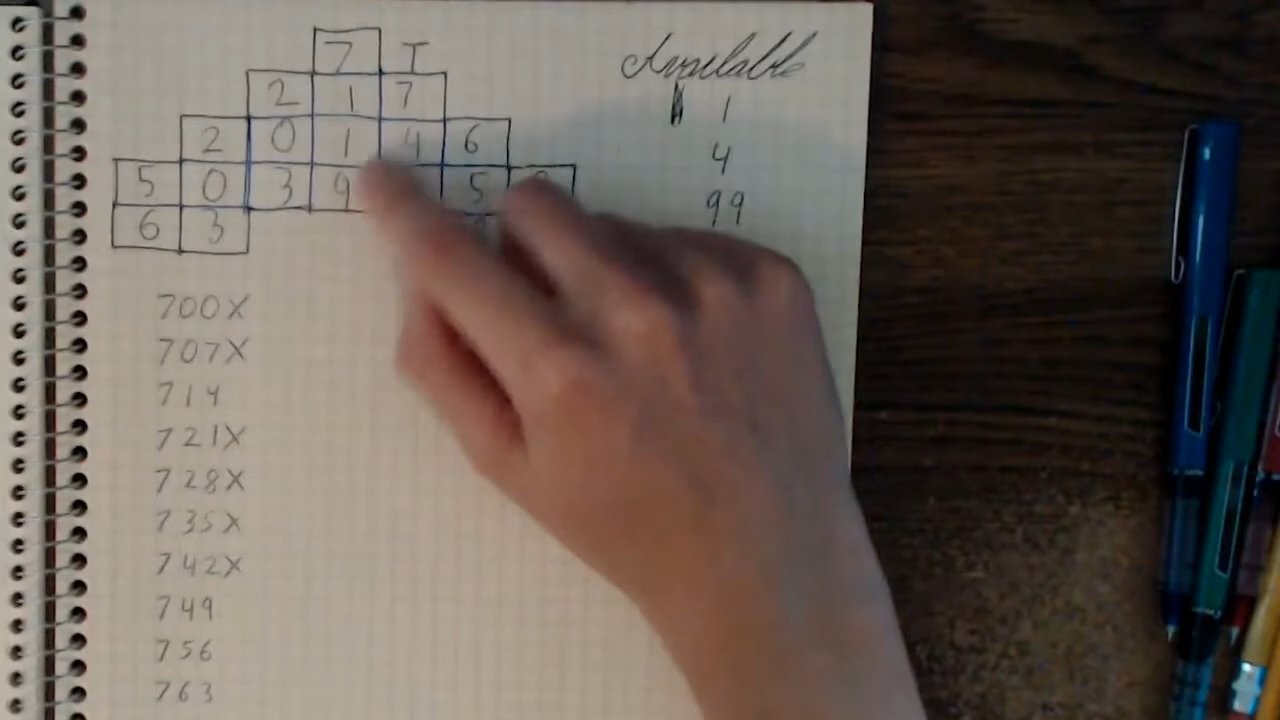 7 I Available
2 1 7 1
2 0 1 4 6 4
5 0 3 9 5 99
6 3
700X
707X
714
721X
728X
735X
742X
749
756
763